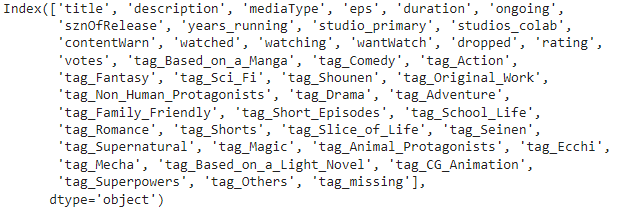 Index(['title', 'description', 'mediaType', 'eps', 'duration', 'ongoing',
'sznOfRelease', 'years_running', 'studio_primary', 'studios_colab',
'contentWarn', 'watched', 'watching', 'wantWatch', 'dropped', 'rating',
'votes', 'tag_Based_on_a_Manga', 'tag_Comedy', 'tag_Action',
'tag_Fantasy', 'tag_Sci_Fi', 'tag_Shounen', 'tag_Original_Work',
'tag_Non_Human_Protagonists', 'tag_Drama', 'tag_Adventure',
'tag_Family_Friendly', 'tag_Short_Episodes', 'tag_School_Life',
'tag_Romance', 'tag_Shorts', 'tag_Slice_of_Life', 'tag_Seinen',
'tag_Supernatural', 'tag_Magic', 'tag_Animal_Protagonists', 'tag_Ecchi',
'tag_Mecha', 'tag_Based_on_a_Light_Novel', 'tag_CG_Animation',
'tag_Superpowers', 'tag_Others', 'tag_missing'],
dtype='object')